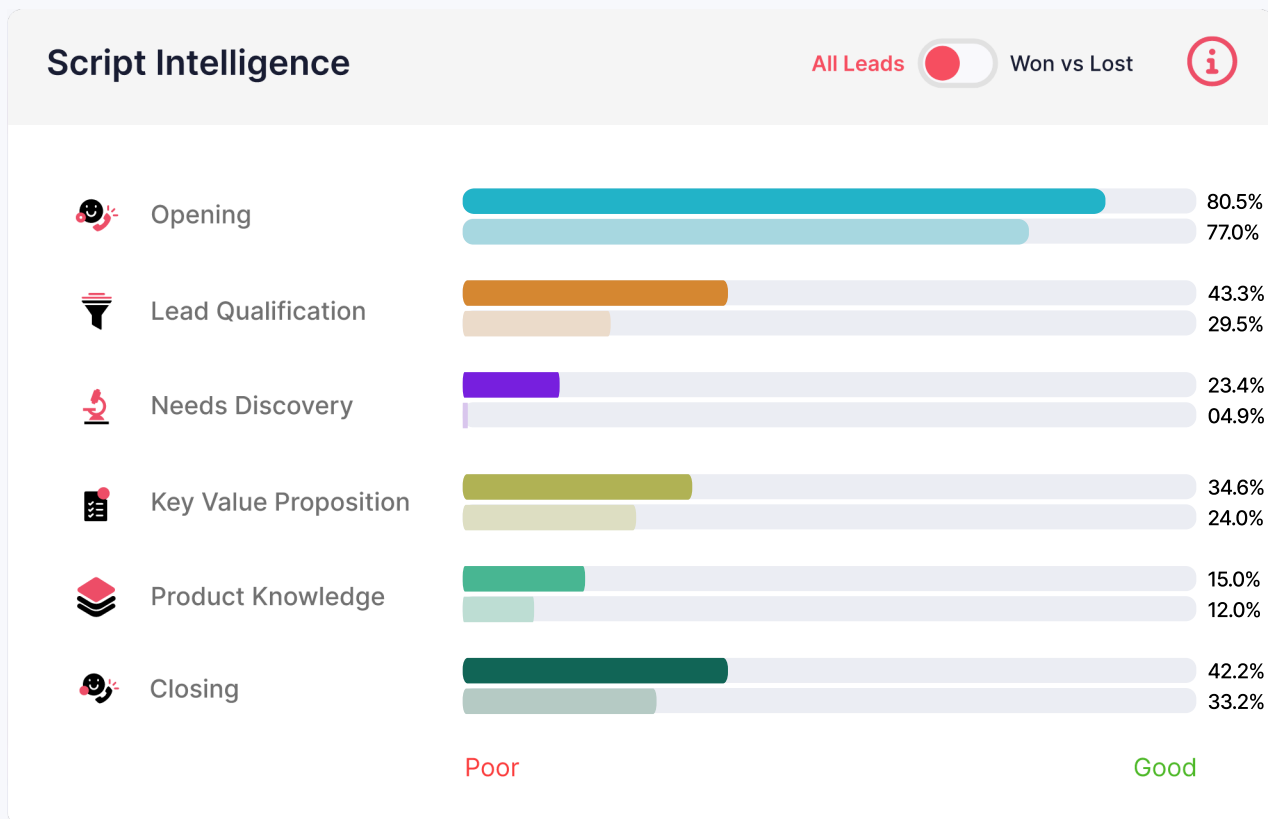 Script Intelligence
All Leads Won vs Lost
Opening
80.5%
77.0%
Lead Qualification
43.3%
29.5%
Needs Discovery
23.4%
04.9%
Key Value Proposition
34.6%
24.0%
Product Knowledge
15.0%
12.0%
Closing
42.2%
33.2%
Poor Good